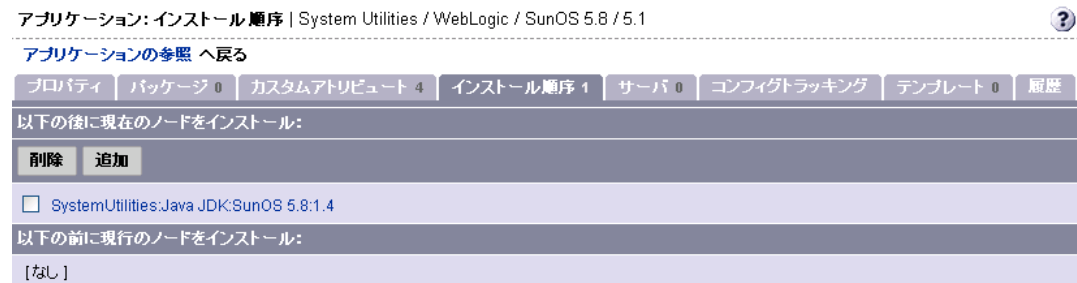 アプリケーション: インストール順序 | System Utilities / WebLogic / SunOS 5.8 / 5.1 ?
アプリケーションの参照 へ戻る
プロパティ パッケージ 0 カスタムアトリビュート 4 インストール順序 1 サーバ 0 コンフィグトラッキング テンプレート 0 履歴
以下の後に現在のノードをインストール:
削除 追加
SystemUtilities:Java JDK:SunOS 5.8:1.4
以下の前に現行のノードをインストール:
[なし]